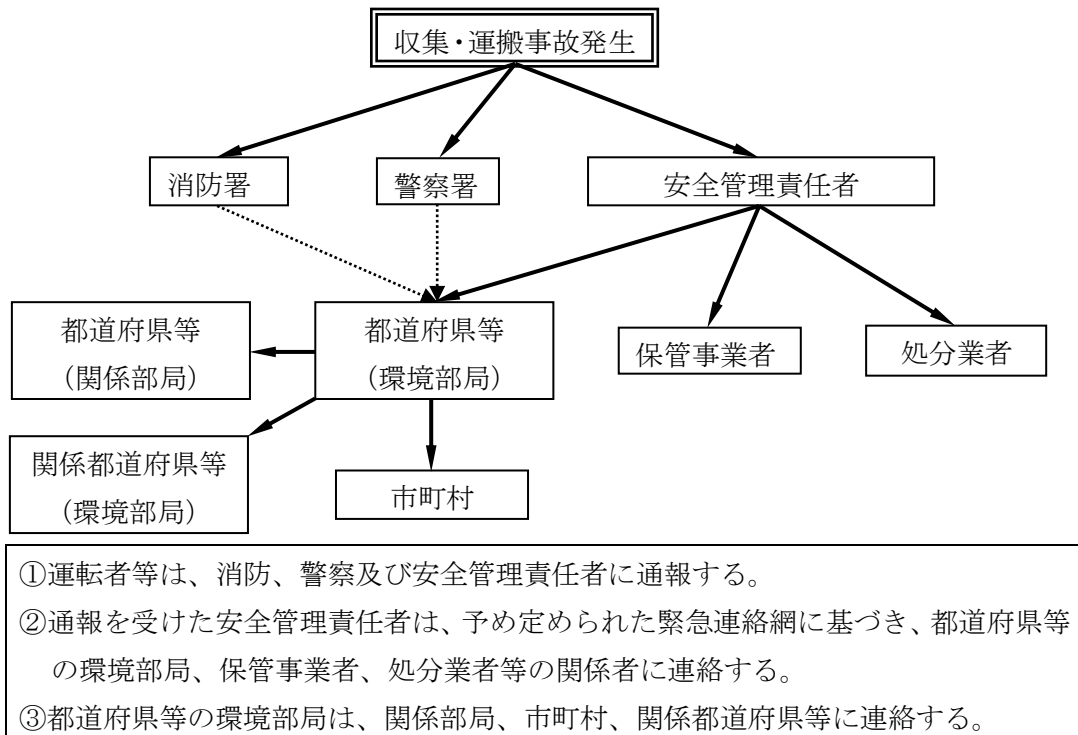 収集・運搬事故発生
消防署
警察署
安全管理責任者
都道府県等
（関係部局）
都道府県等
（環境部局）
保管事業者
処分業者
関係都道府県等
（環境部局）
市町村
①運転者等は、消防、警察及び安全管理責任者に通報する。
②通報を受けた安全管理責任者は、予め定められた緊急連絡網に基づき、都道府県等
の環境部局、保管事業者、処分業者等の関係者に連絡する。
③都道府県等の環境部局は、関係部局、市町村、関係都道府県等に連絡する。